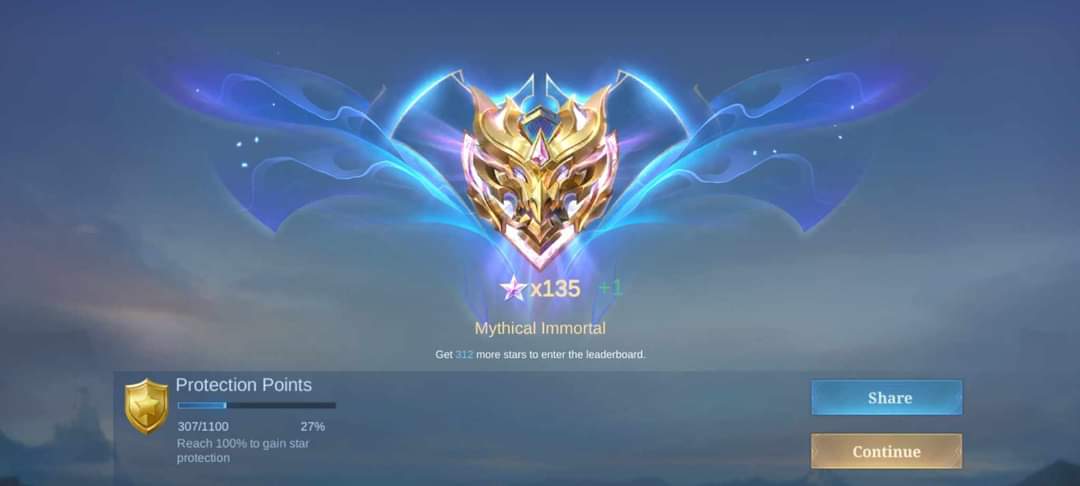 x135 +1
Mythical Immortal
Get 312 more stars to enter the leaderboard.
Protection Points
307/1100 27%
Reach 100% to gain star
protection
Share
Continue